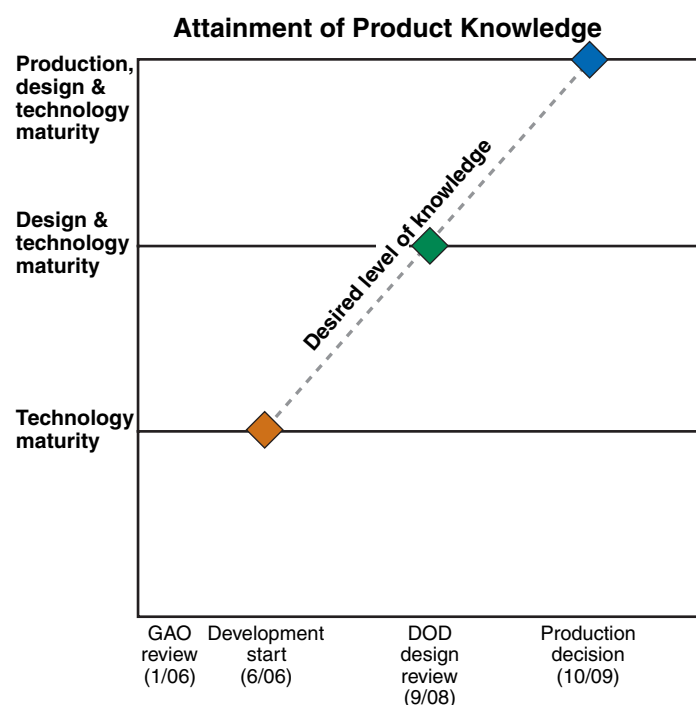 Attainment of Product Knowledge
Production,
design &
technology
maturity
Design &
technology
maturity
Technology
maturity
Desired level of knowledge
GAO
review
(1/06)
Development
start
(6/06)
DOD
design
review
(9/08)
Production
decision
(10/09)